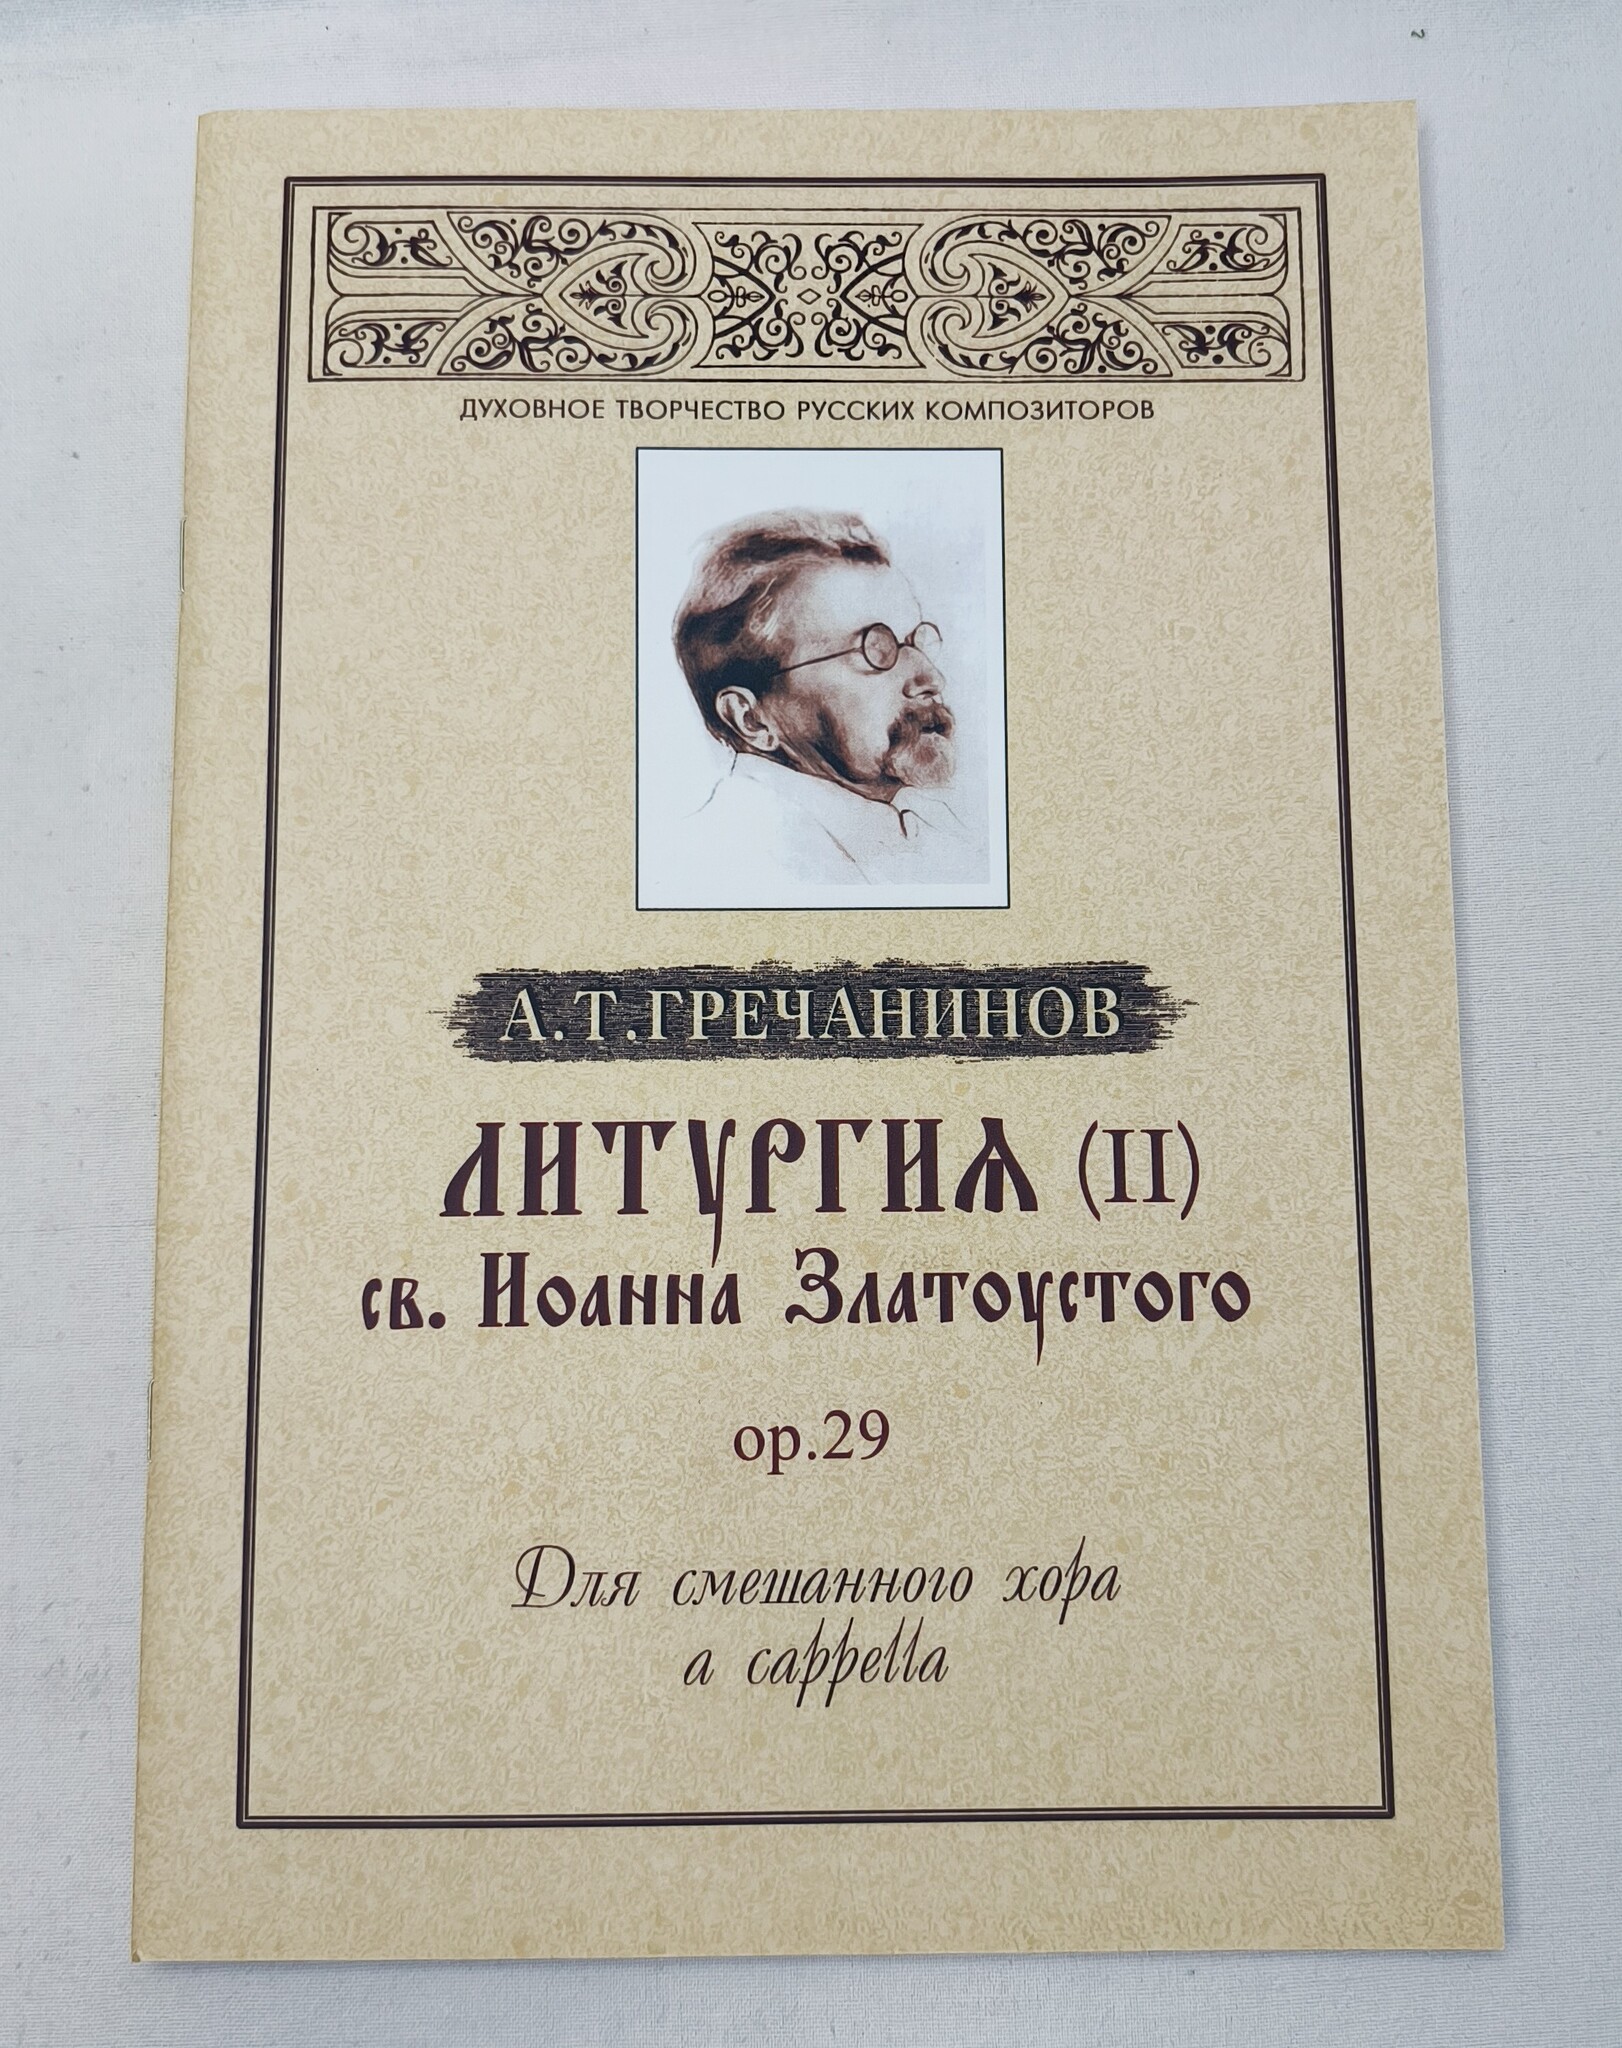 ДУХОВНОЕ ТВОРЧЕСТВО РУССКИХ КОМПОЗИТОРОВ
А.Т.ГРЕЧАНИНОВ
ЛИТУРГИЯ (II)
св. Иоанна Златоустого
op.29
Для смешанного хора
a cappella